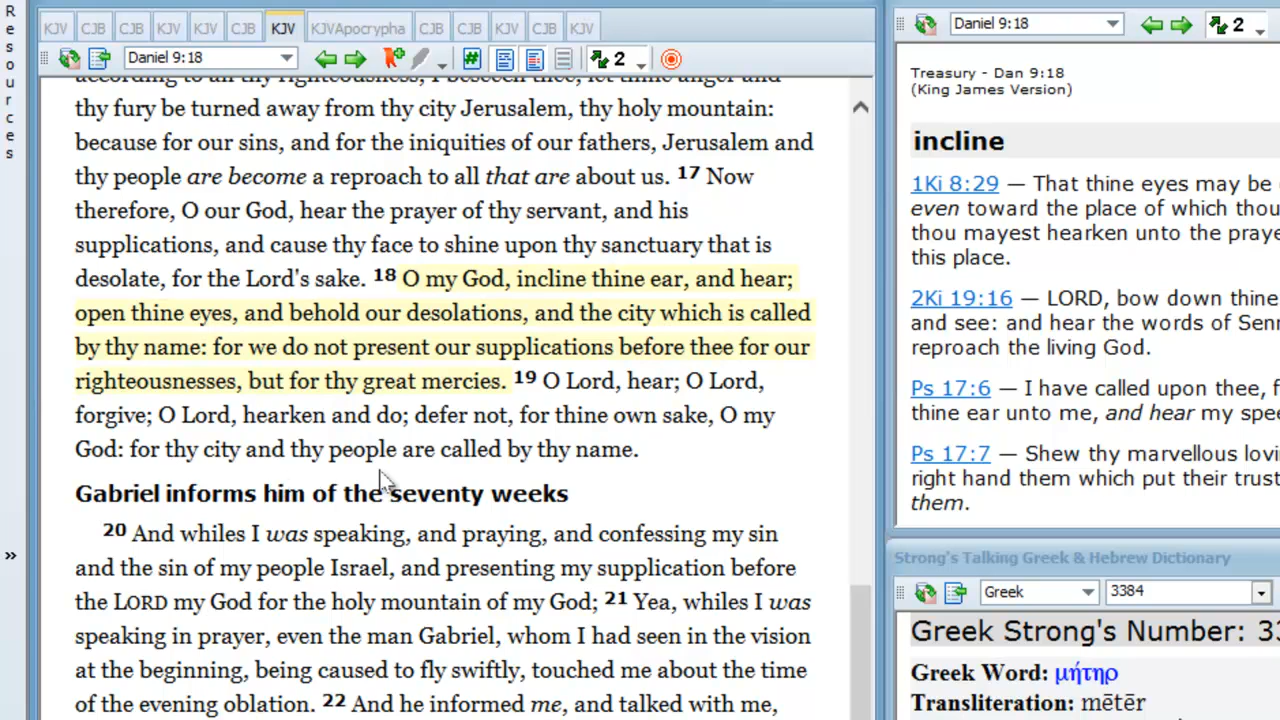 Resources
KJV CJB CJB KJV KJV CJB KJV KJVApocrypha CJB CJB KJV CJB KJV
Daniel 9:18 2
thy fury be turned away from thy city Jerusalem, thy holy mountain:
because for our sins, and for the iniquities of our fathers, Jerusalem and
thy people are become a reproach to all that are about us. 17 Now
therefore, O our God, hear the prayer of thy servant, and his
supplications, and cause thy face to shine upon thy sanctuary that is
desolate, for the Lord's sake. 18 O my God, incline thine ear, and hear;
open thine eyes, and behold our desolations, and the city which is called
by thy name: for we do not present our supplications before thee for our
righteousnesses, but for thy great mercies. 19 O Lord, hear; O Lord,
forgive; O Lord, hearken and do; defer not, for thine own sake, O my
God: for thy city and thy people are called by thy name.
Gabriel informs him of the seventy weeks
20 And whiles I was speaking, and praying, and confessing my sin
and the sin of my people Israel, and presenting my supplication before
the LORD my God for the holy mountain of my God; 21 Yea, whiles I was
speaking in prayer, even the man Gabriel, whom I had seen in the vision
at the beginning, being caused to fly swiftly, touched me about the time
of the evening oblation. 22 And he informed me, and talked with me,
»
Daniel 9:18 2
Treasury - Dan 9:18
(King James Version)
incline
1Ki 8:29 — That thine eyes may be
even toward the place of which thou
thou mayest hearken unto the praye
this place.
2Ki 19:16 — LORD, bow down thine
and see: and hear the words of Senn
reproach the living God.
Ps 17:6 — I have called upon thee, f
thine ear unto me, and hear my spee
Ps 17:7 — Shew thy marvellous lovi
right hand them which put their trust
them.
Strong's Talking Greek & Hebrew Dictionary
Greek 3384
Greek Strong's Number: 33
Greek Word: μήτηρ
Transliteration: mētēr